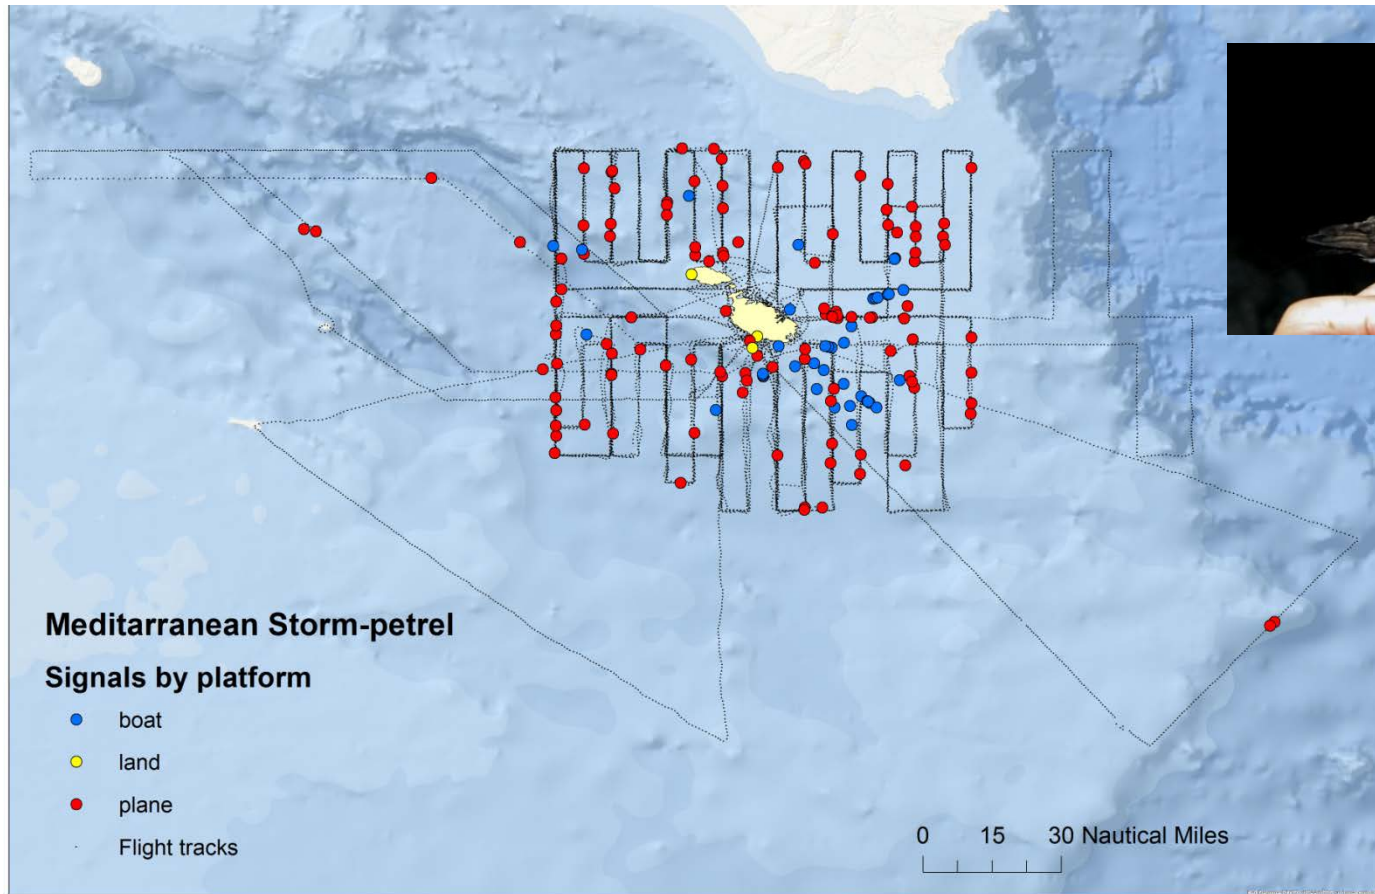 Meditarranean Storm-petrel
Signals by platform
boat
land
plane
Flight tracks
0 15 30 Nautical Miles